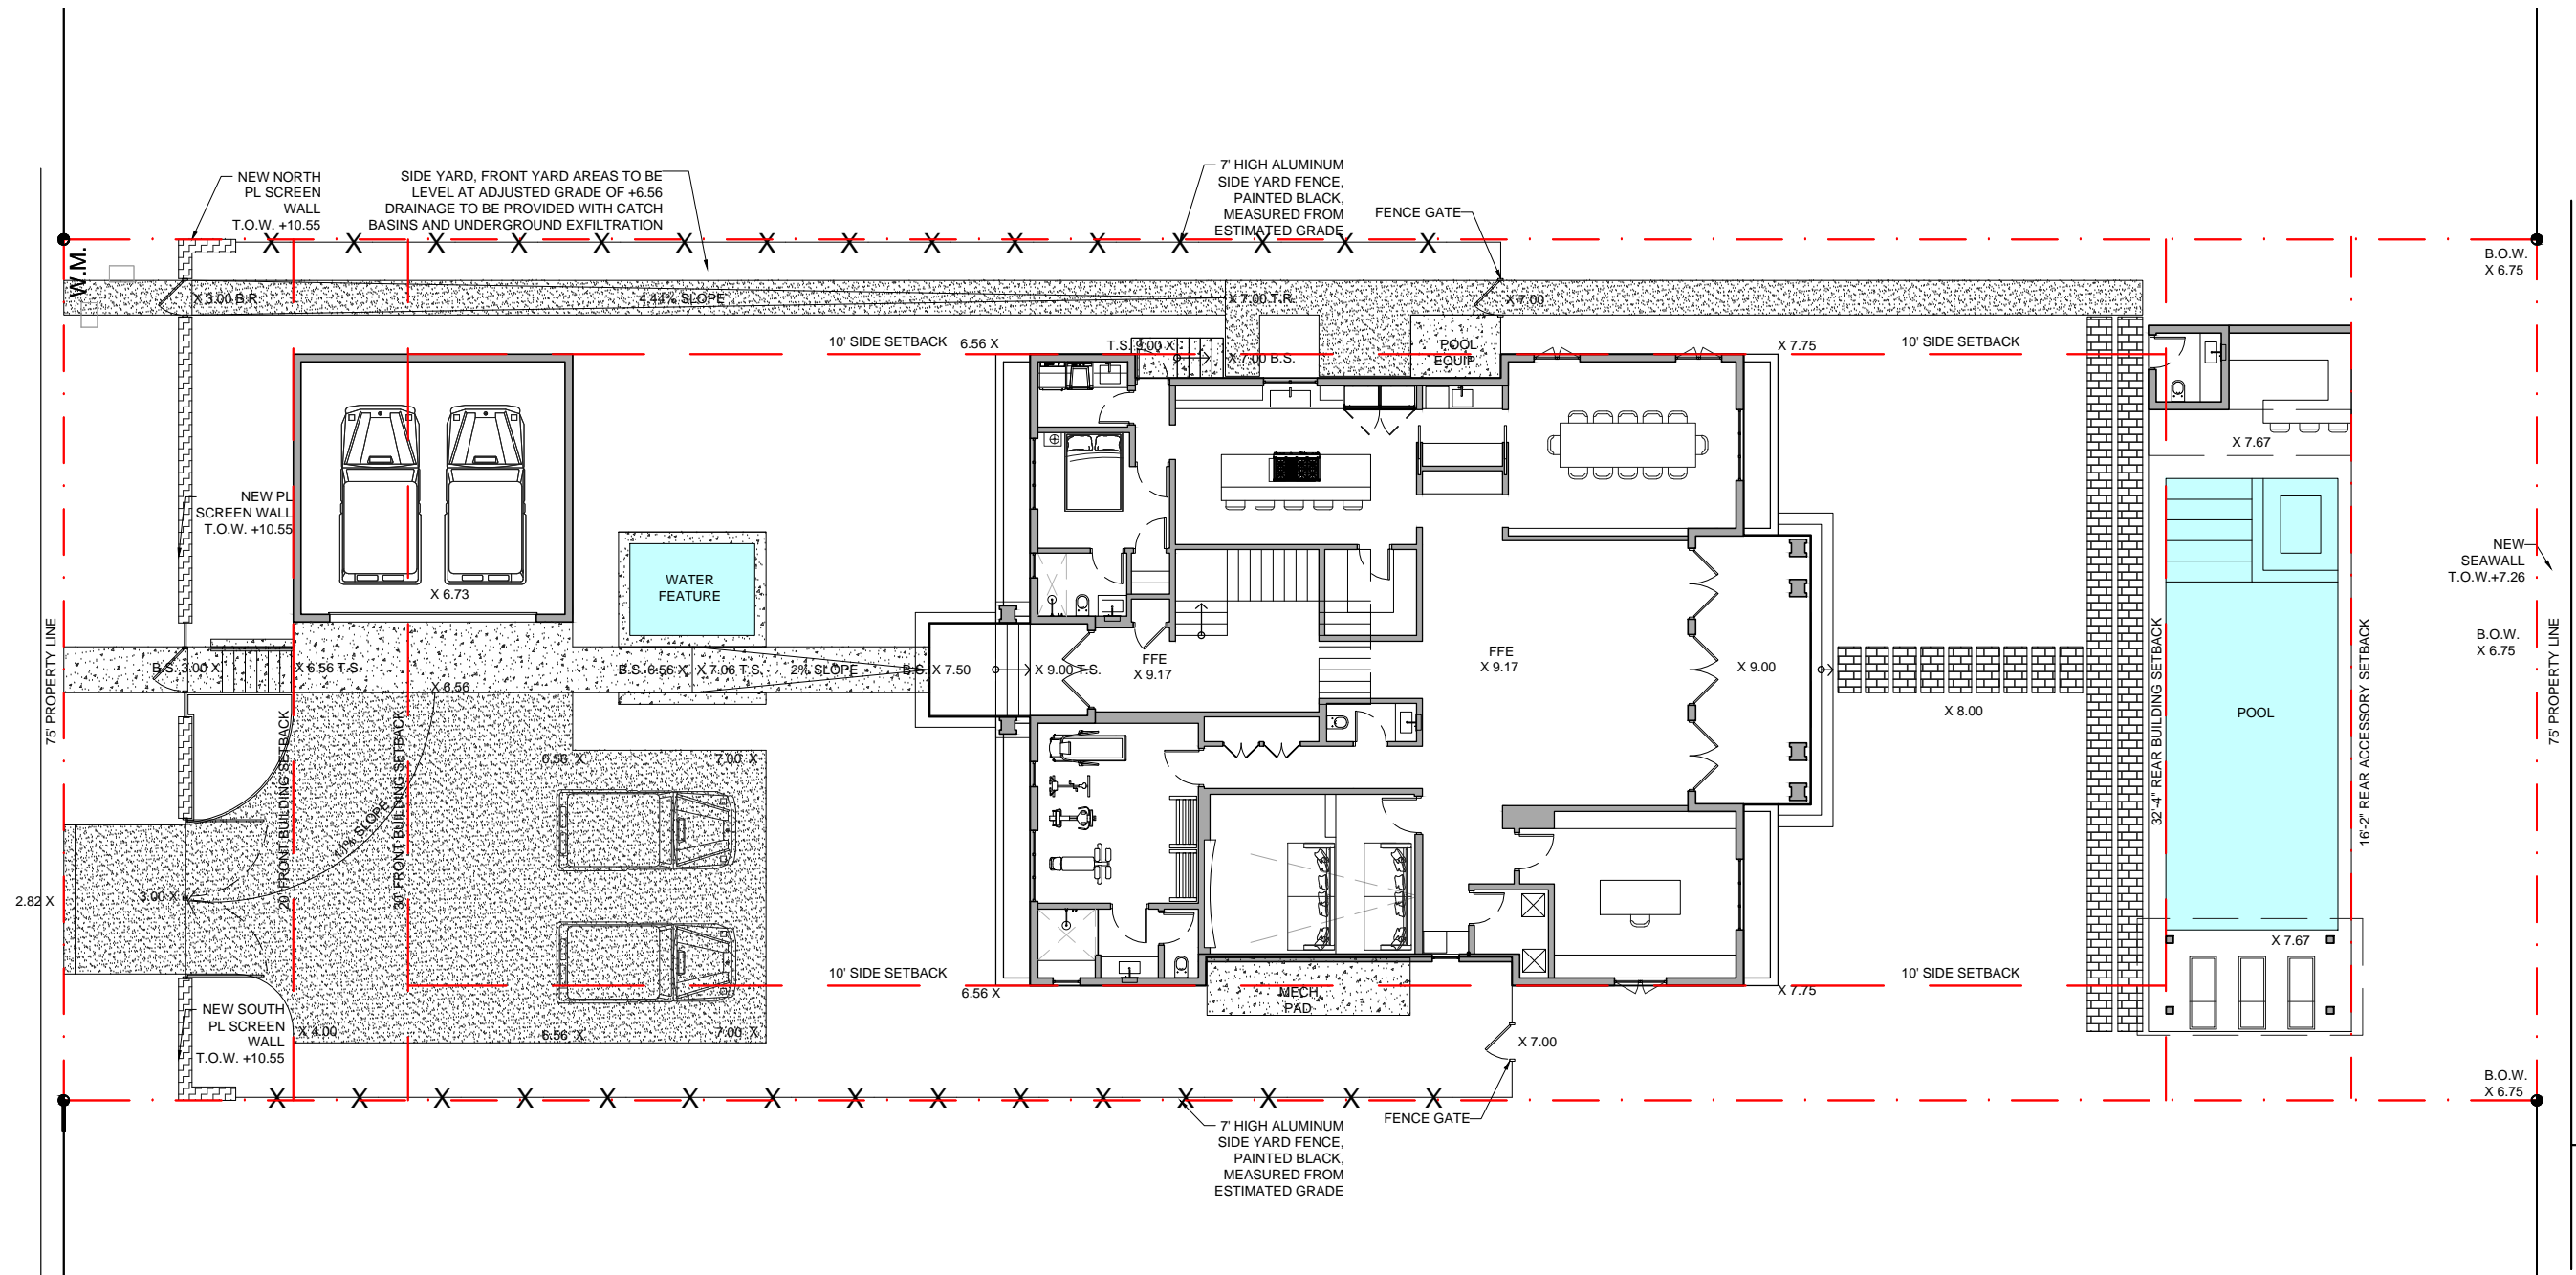 7' HIGH ALUMINUM
SIDE YARD FENCE,
PAINTED BLACK,
MEASURED FROM
ESTIMATED GRADE
NEW NORTH
PL SCREEN
WALL
T.O.W. +10.55
SIDE YARD, FRONT YARD AREAS TO BE
LEVEL AT ADJUSTED GRADE OF +6.56
DRAINAGE TO BE PROVIDED WITH CATCH
BASINS AND UNDERGROUND EXFILTRATION
FENCE GATE
W.M.
B.O.W.
X 6.75
X 3.00 B.R.
4.44% SLOPE
X 7.00 T.R.
X 7.00
10' SIDE SETBACK
6.56 X
T.S. 9.00 X
X 7.00 B.S.
POOL
EQUIP
X 7.75
10' SIDE SETBACK
X 7.67
NEW PL
SCREEN WALL
T.O.W. +10.55
X 6.73
WATER
FEATURE
NEW
SEAWALL
T.O.W.+7.26
B.O.W.
X 6.75
75' PROPERTY LINE
B.S. 3.00 X
X 6.56 T.S.
X 6.56
B.S. 6.56 X
X 7.06 T.S.
2% SLOPE
B.S. X 7.50
X 9.00 T.S.
FFE
X 9.17
FFE
X 9.17
X 9.00
X 8.00
POOL
32'-4" REAR BUILDING SETBACK
16'-2" REAR ACCESSORY SETBACK
75' PROPERTY LINE
20' FRONT BUILDING SETBACK
30' FRONT BUILDING SETBACK
6.56 X
7.00 X
2.82 X
3.00 X
X 7.67
10' SIDE SETBACK
6.56 X
MECH
PAD
X 7.75
10' SIDE SETBACK
NEW SOUTH
PL SCREEN
WALL
T.O.W. +10.55
X 4.00
6.56 X
7.00 X
X 7.00
B.O.W.
X 6.75
FENCE GATE
7' HIGH ALUMINUM
SIDE YARD FENCE,
PAINTED BLACK,
MEASURED FROM
ESTIMATED GRADE